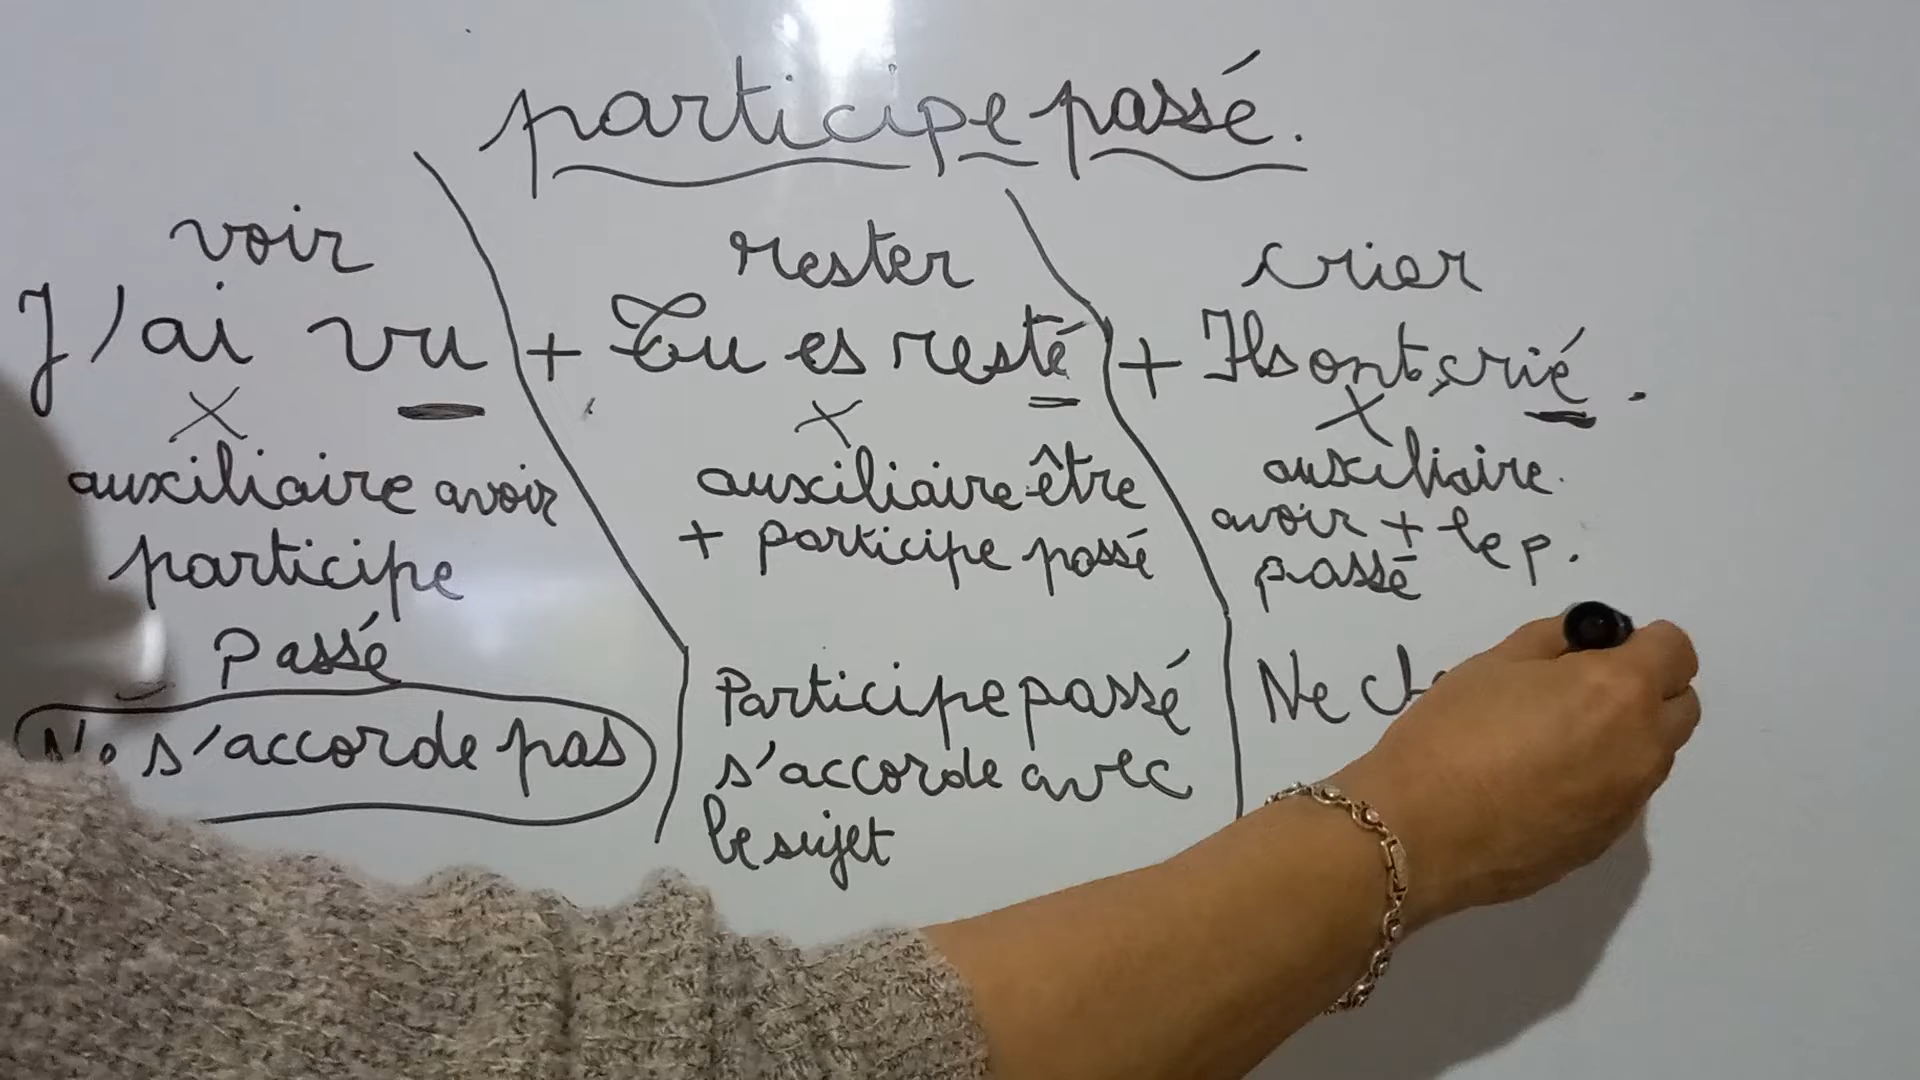 participe passé.
voir
J'ai vu
auxiliaire avoir
participe
Passé
Ne s'accorde pas
rester
+ Tu es resté
auxiliaire être
+ participe passé
Participe passé
s'accorde avec
le sujet
crier
+ Ils ont crié.
auxiliaire.
avoir + le p.
passé
Ne